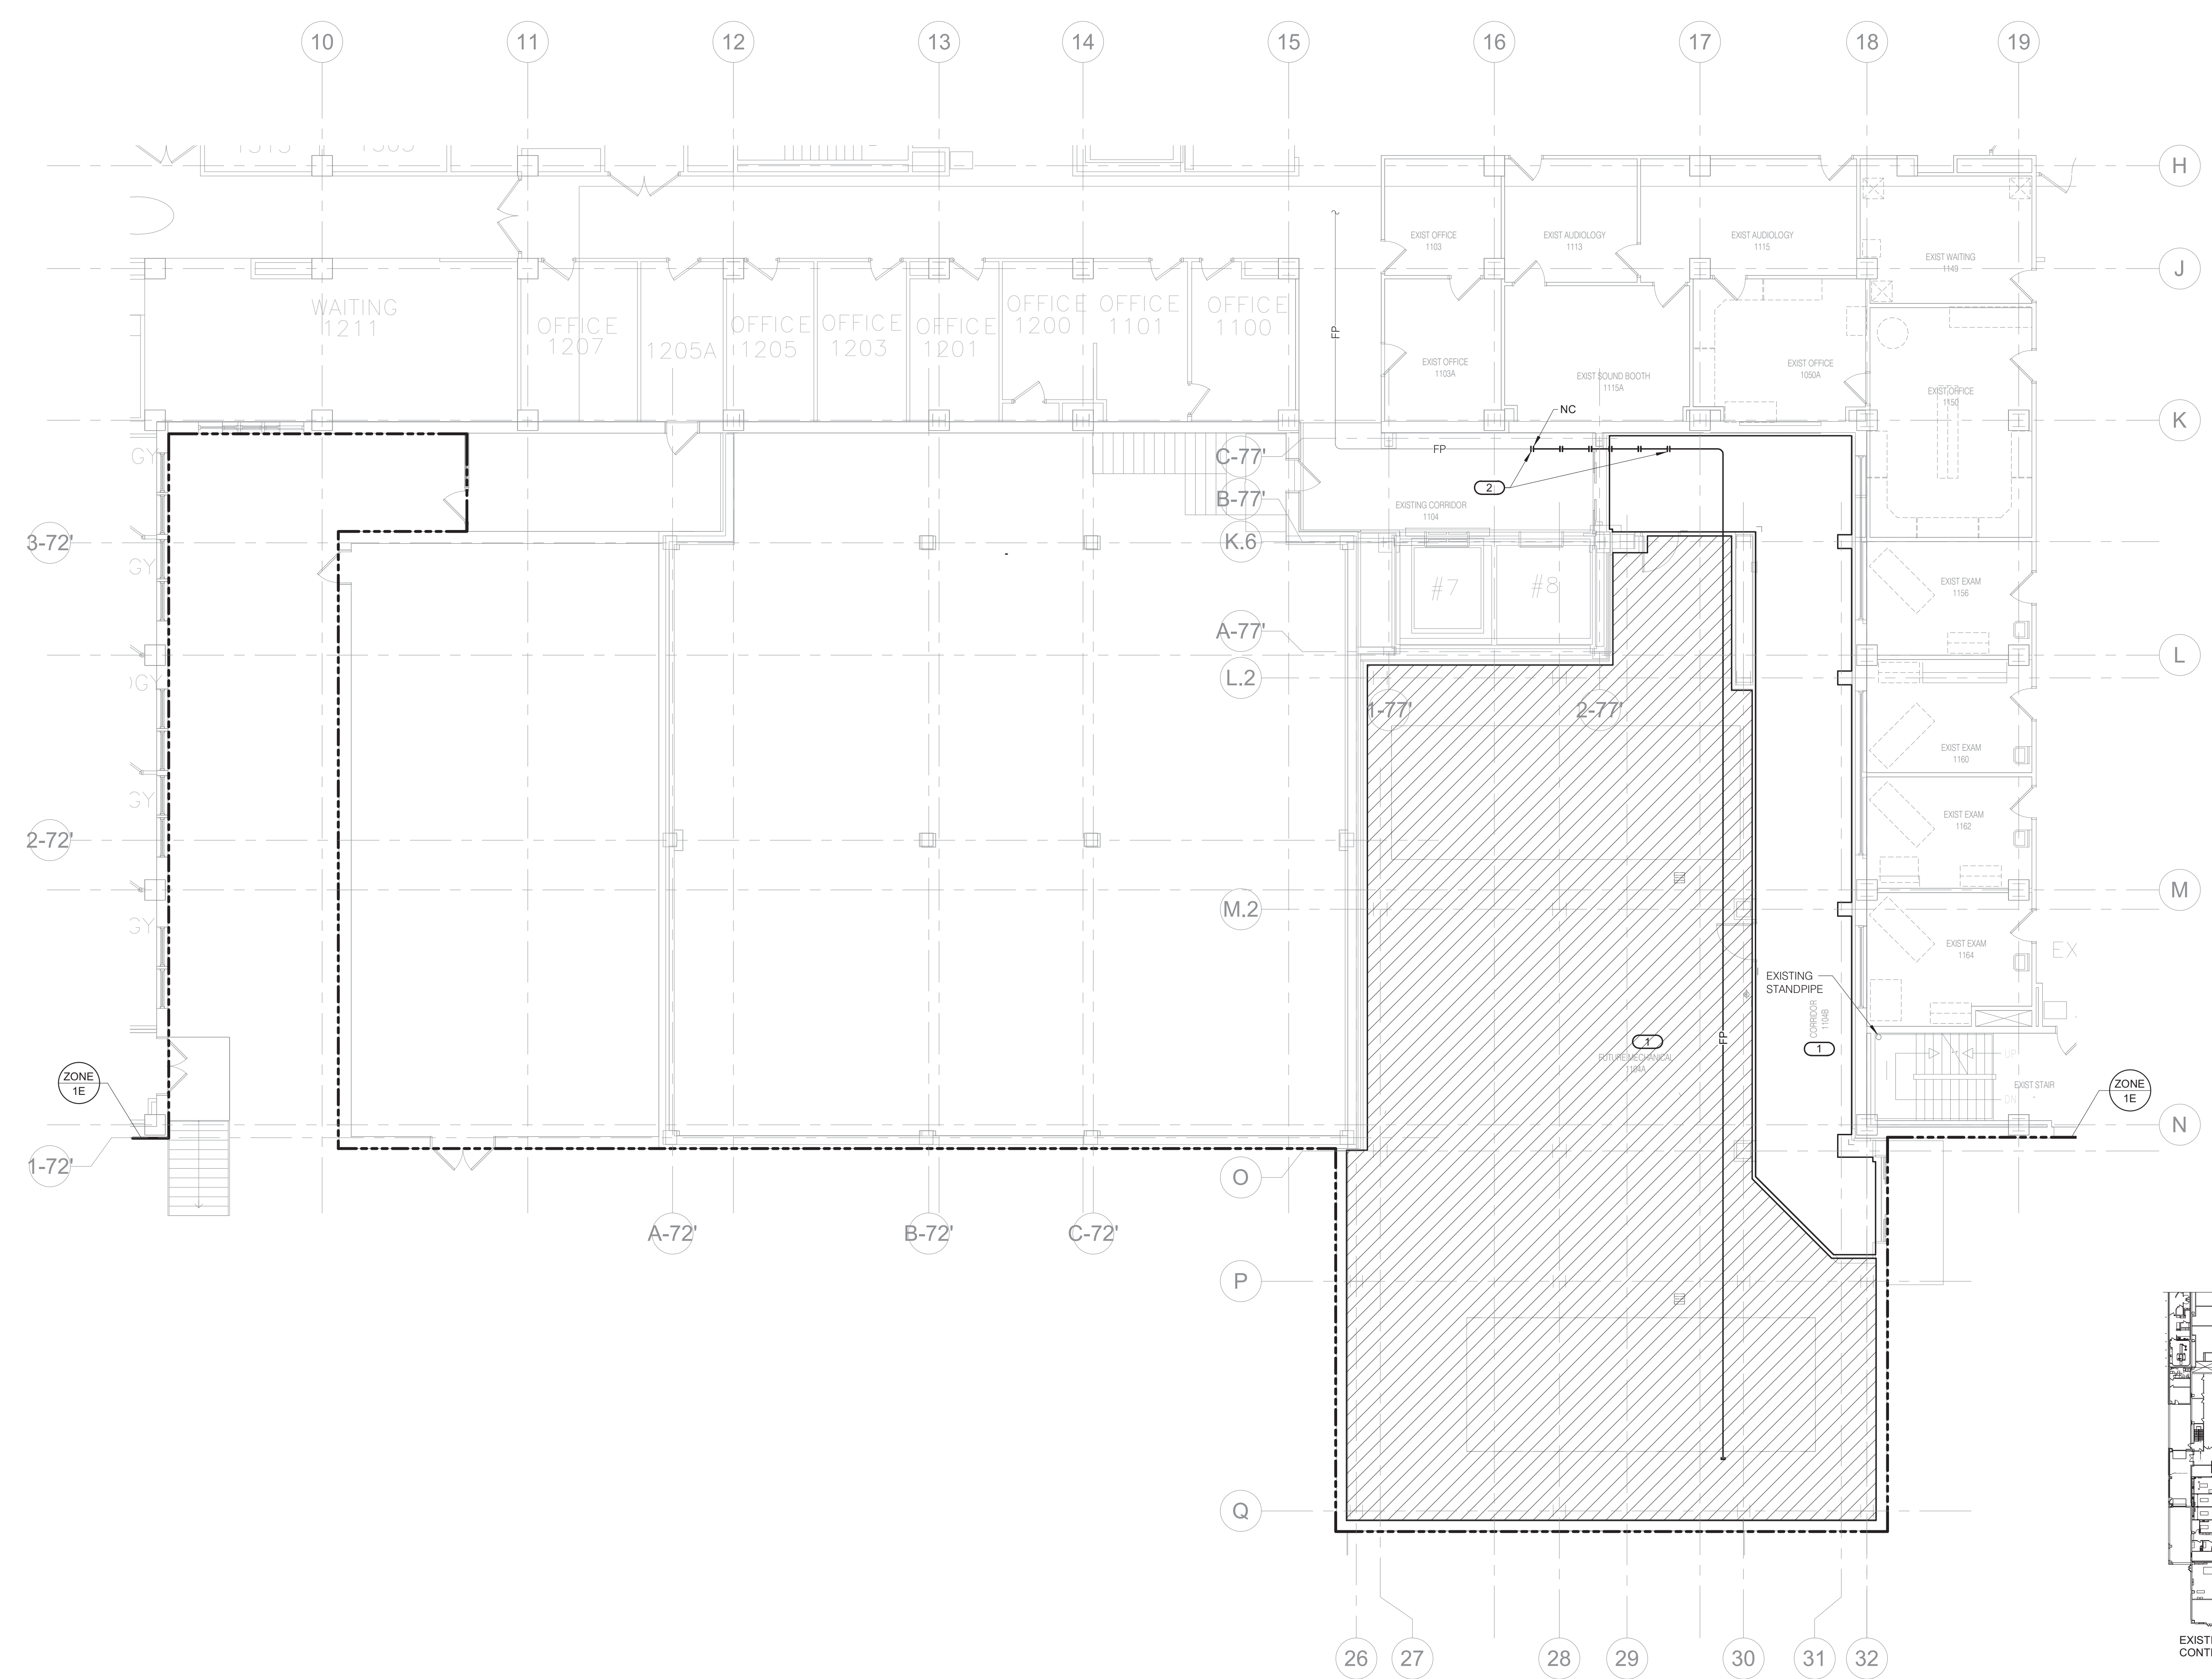 10
11
12
13
14
15
16
17
18
19
H
EXIST OFFICE
1103
EXIST AUDIOLOGY
1113
EXIST AUDIOLOGY
1115
EXIST WAITING
1149
J
WAITING
1211
OFFICE
1207
1205A
OFFICE
1205
OFFICE
1203
OFFICE
1201
OFFICE
1200
OFFICE
1101
OFFICE
1100
FP
EXIST OFFICE
1103A
EXIST SOUND BOOTH
1115A
EXIST OFFICE
1050A
EXIST OFFICE
1150
NC
K
FP
C-77'
GY
2
B-77'
EXISTING CORRIDOR
1104
3-72'
K.6
GY
#7
#8
EXIST EXAM
1156
A-77'
L
L.2
1-77'
2-77'
EXIST EXAM
1160
GY
EXIST EXAM
1162
2-72'
M
M.2
GY
EXIST EXAM
1164
EX
EXISTING
STANDPIPE
CORRIDOR
1104B
1
1
FP
FUTURE MECHANICAL
1104A
UP
EXIST STAIR
DN
ZONE
1E
ZONE
1E
N
1-72'
O
A-72'
B-72'
C-72'
P
Q
26
27
28
29
30
31
32